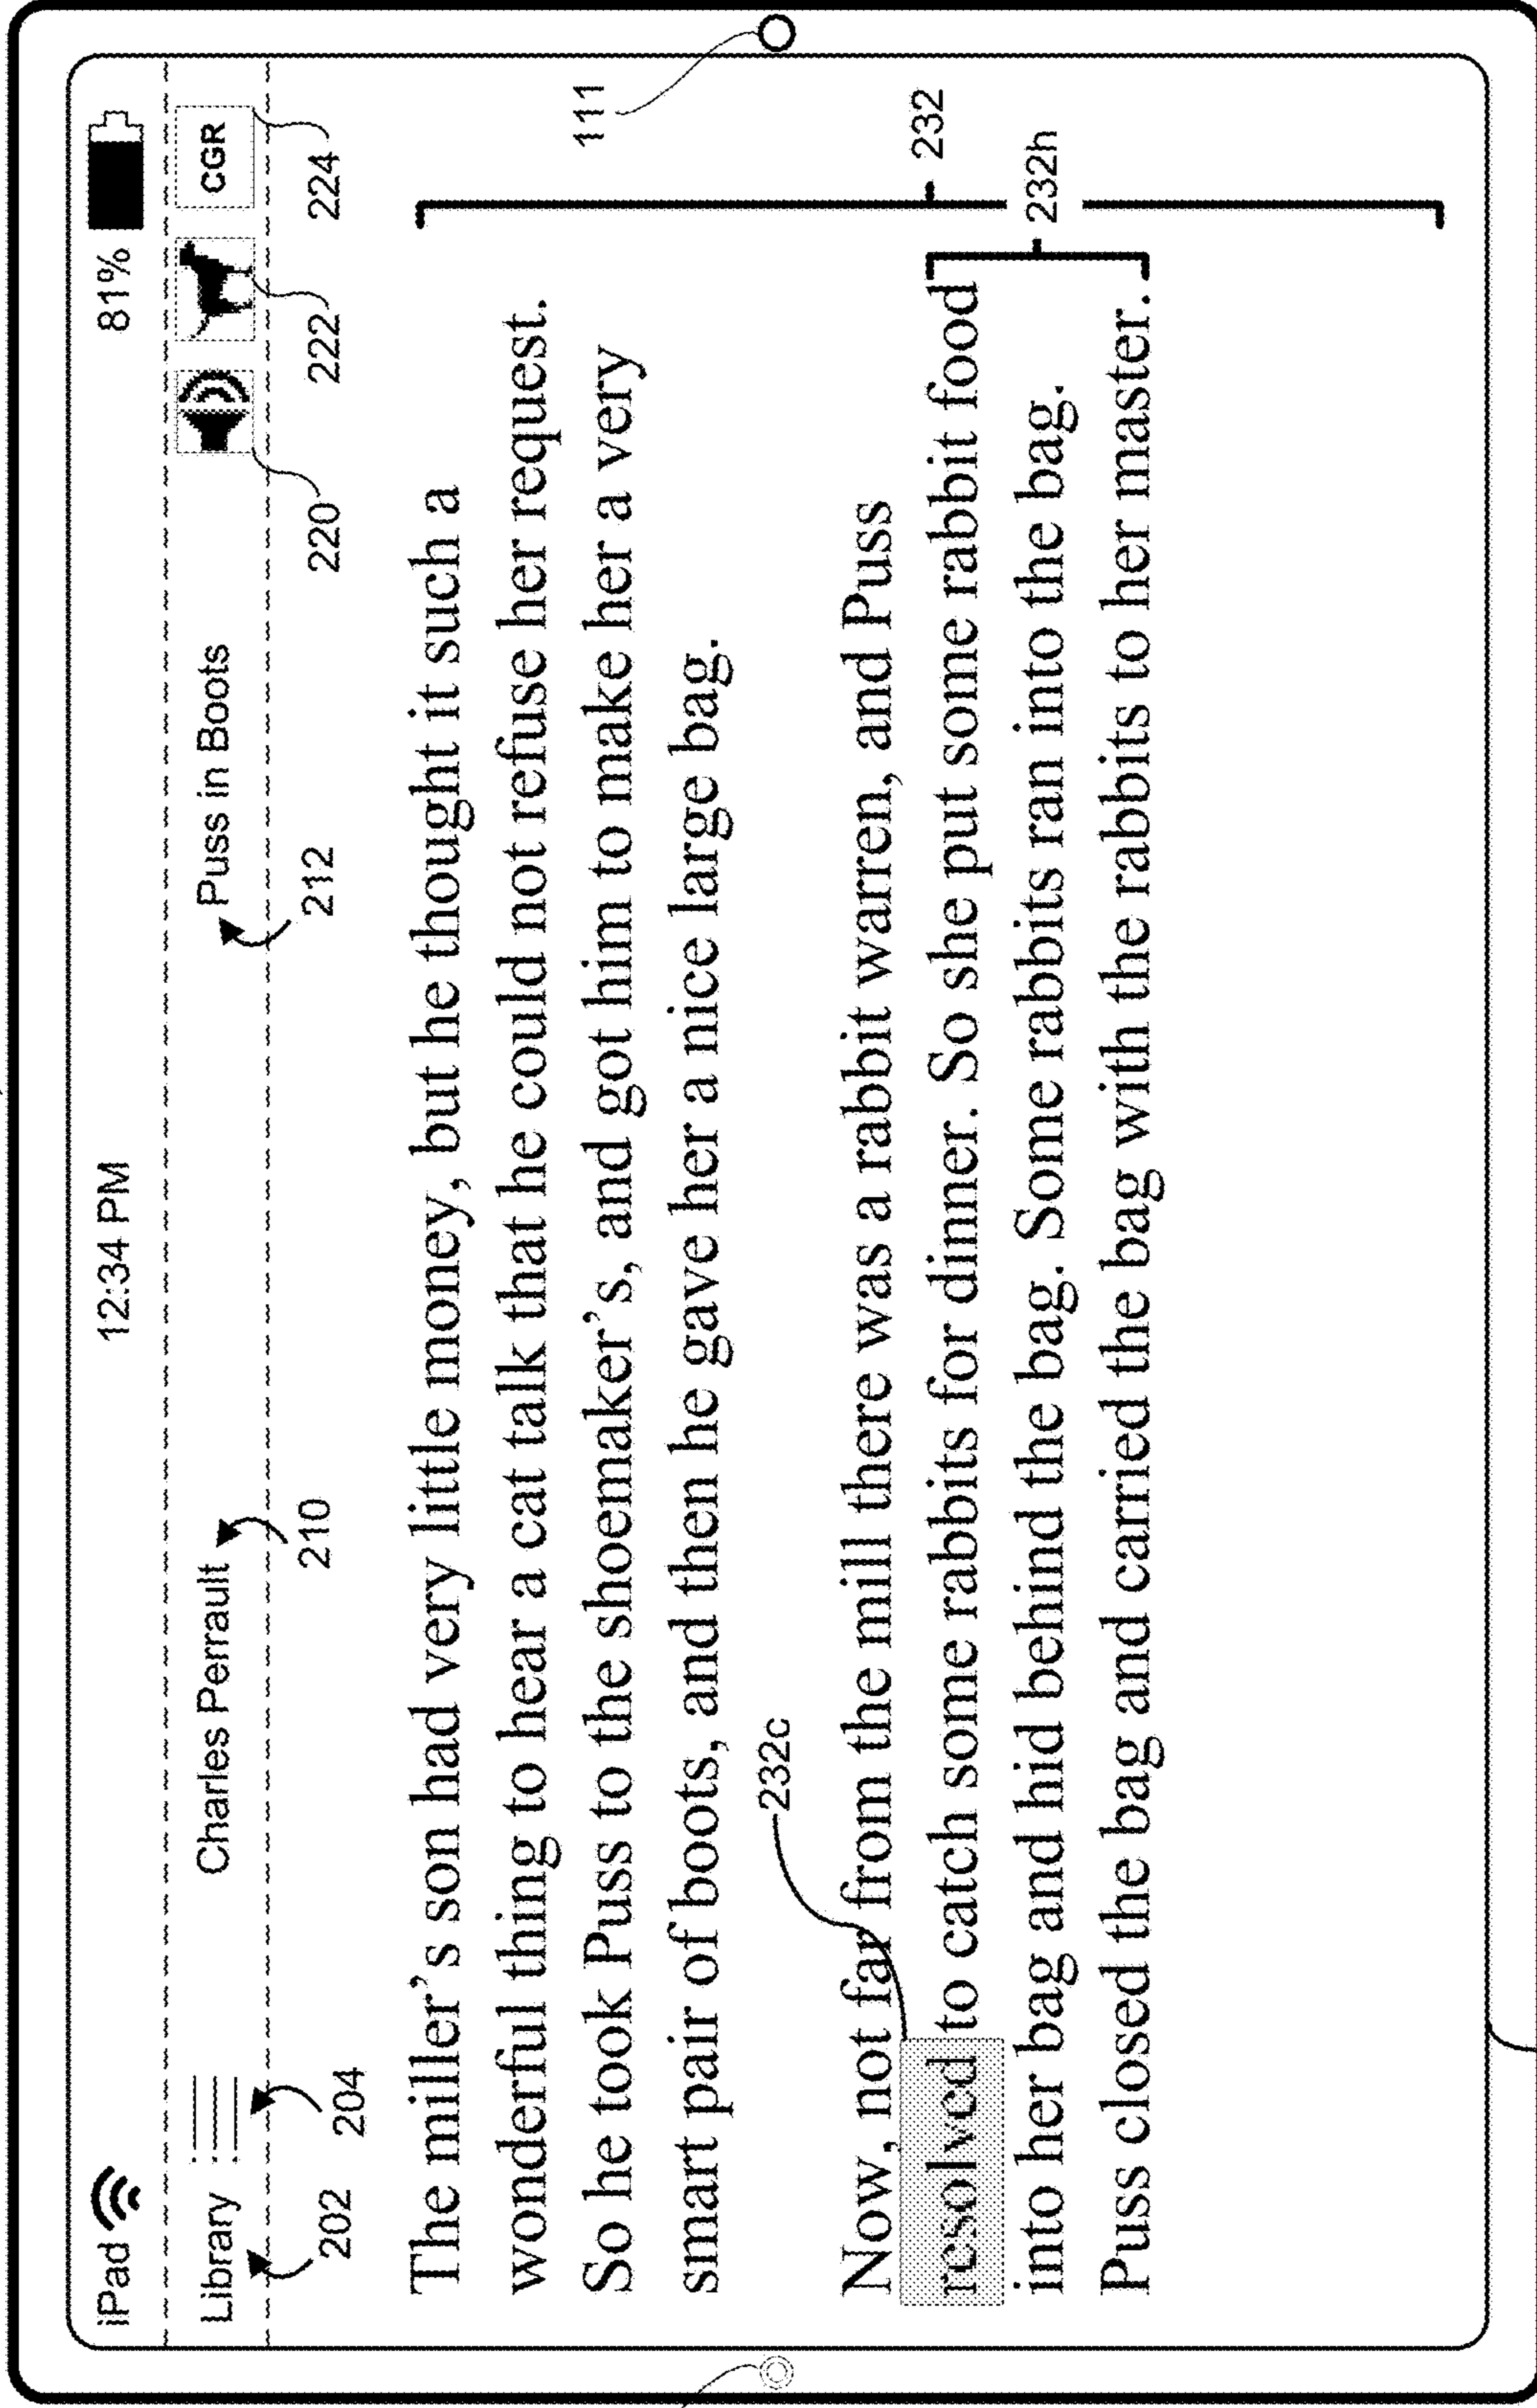 iPad 12:34 PM 81%
Library Charles Perrault Puss in Boots CGR
202 204 210 212 220 222 224
The miller's son had very little money, but he thought it such a
wonderful thing to hear a cat talk that he could not refuse her request.
So he took Puss to the shoemaker's, and got him to make her a very
smart pair of boots, and then he gave her a nice large bag.
111
232c
Now, not far from the mill there was a rabbit warren, and Puss
resolved to catch some rabbits for dinner. So she put some rabbit food
232
into her bag and hid behind the bag. Some rabbits ran into the bag.
232h
Puss closed the bag and carried the bag with the rabbits to her master.